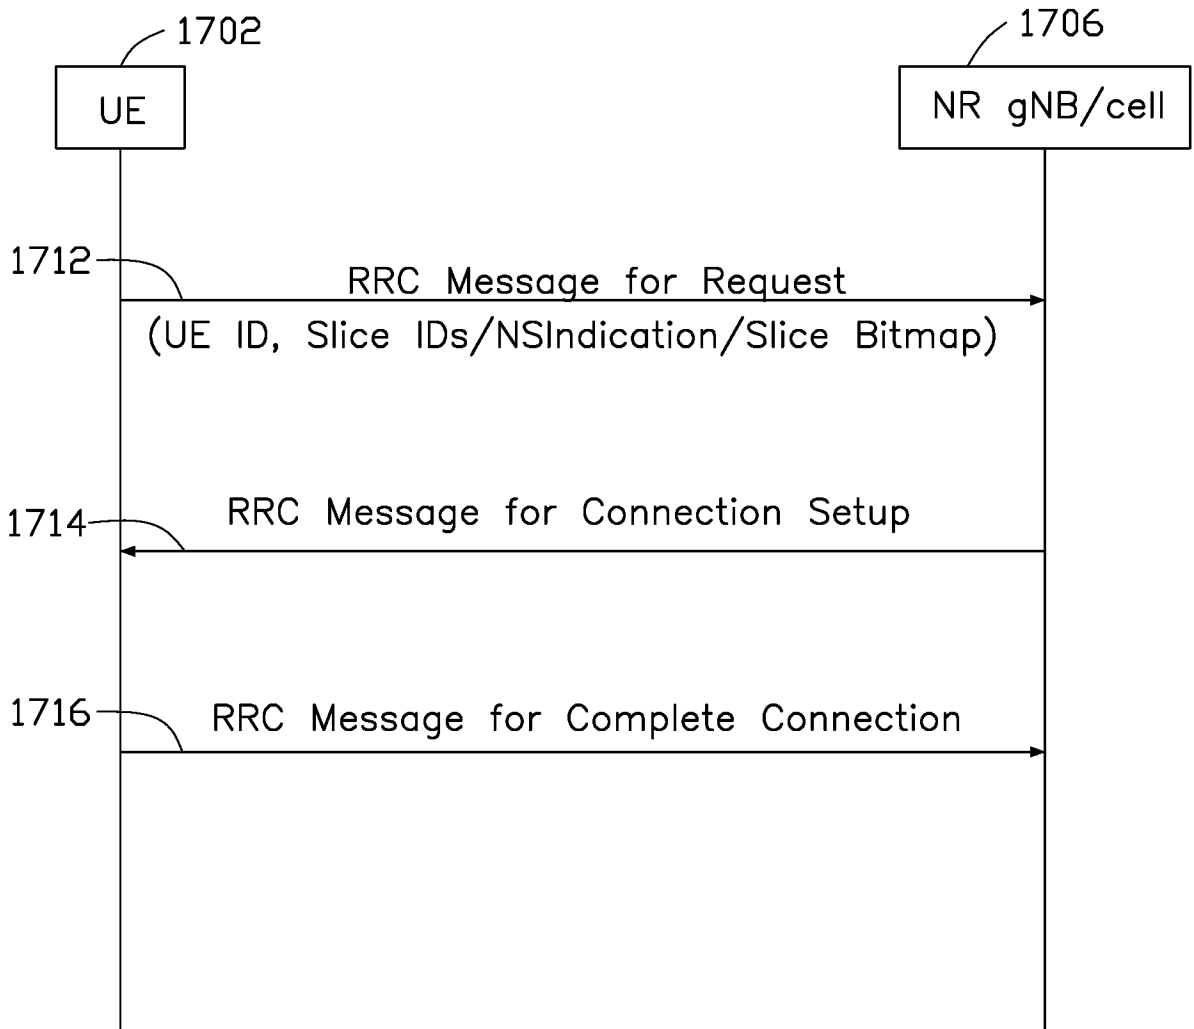 1702
1706
UE
NR gNB/cell
1712
RRC Message for Request
(UE ID, Slice IDs/NSIndication/Slice Bitmap)
1714
RRC Message for Connection Setup
1716
RRC Message for Complete Connection